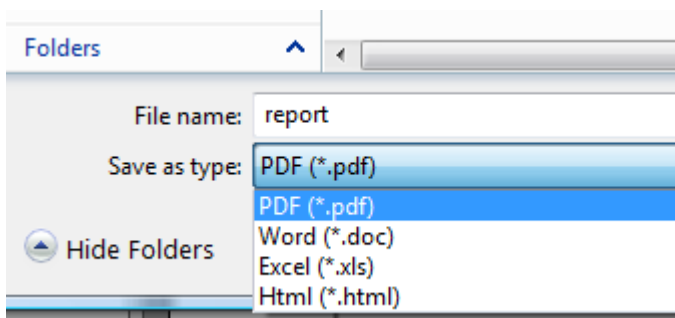 Folders
File name: report
Save as type: PDF (*.pdf)
PDF (*.pdf)
Word (*.doc)
Hide Folders
Excel (*.xls)
Html (*.html)